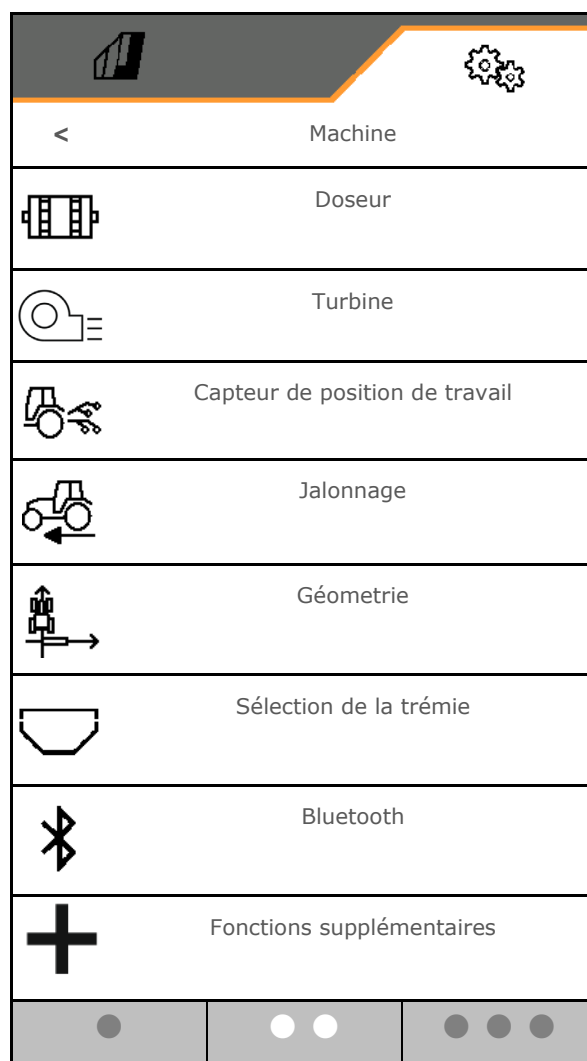 < Machine
Doseur
Turbine
Capteur de position de travail
Jalonnage
Géometrie
Sélection de la trémie
Bluetooth
Fonctions supplémentaires